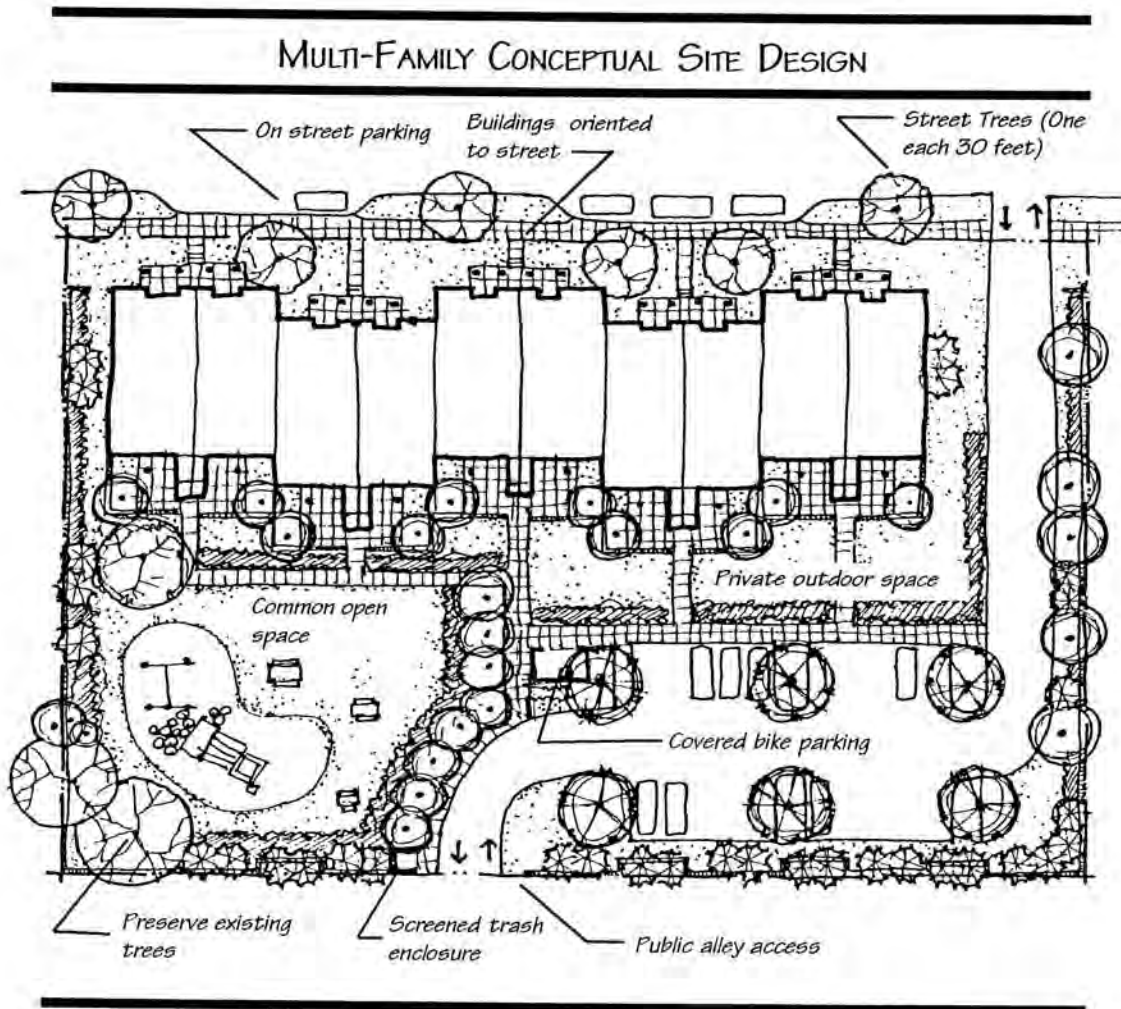 MULTI-FAMILY CONCEPTUAL SITE DESIGN
On street parking
Buildings oriented
to street
Street Trees (One
each 30 feet)
Private outdoor space
Common open
space
Covered bike parking
Preserve existing
trees
Screened trash
enclosure
Public alley access